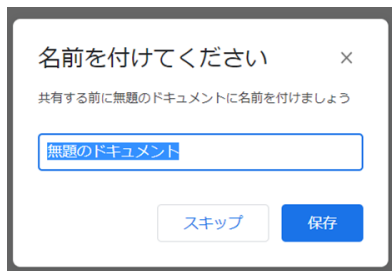 名前を付けてください
共有する前に無題のドキュメントに名前を付けましょう
無題のドキュメント
スキップ
保存